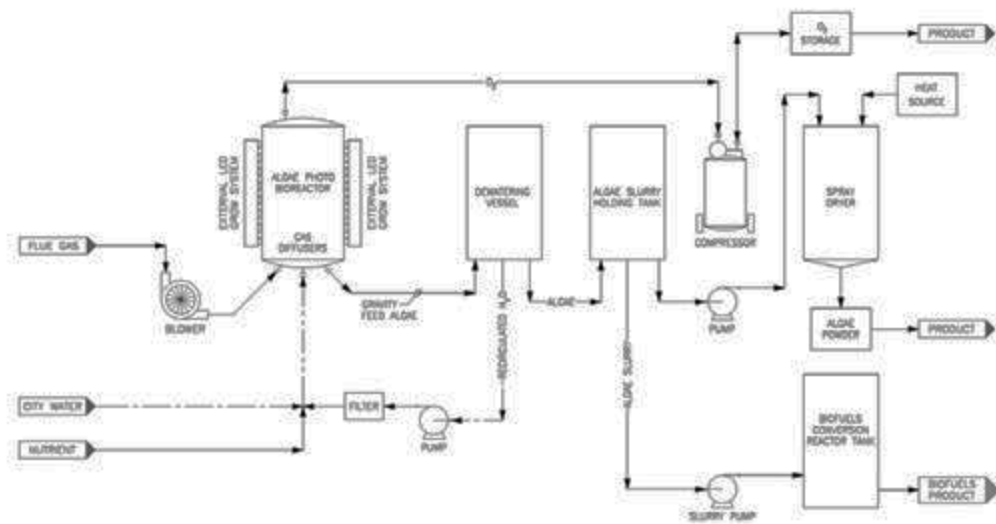 O2
STORAGE
PRODUCT
O2
HEAT
SOURCE
EXTERNAL LED
GROW SYSTEM
ALGAE PHOTO
BIOREACTOR
EXTERNAL LED
GROW SYSTEM
DEWATERING
VESSEL
ALGAE SLURRY
HOLDING TANK
SPRAY
DRYER
GAS
DIFFUSERS
COMPRESSOR
FLUE GAS
BLOWER
GRAVITY
FEED ALGAE
ALGAE
PUMP
RECIRCULATED H2O
ALGAE SLURRY
ALGAE
POWDER
PRODUCT
CITY WATER
FILTER
PUMP
NUTRIENT
BIOFUELS
CONVERSION
REACTOR TANK
SLURRY PUMP
BIOFUELS
PRODUCT